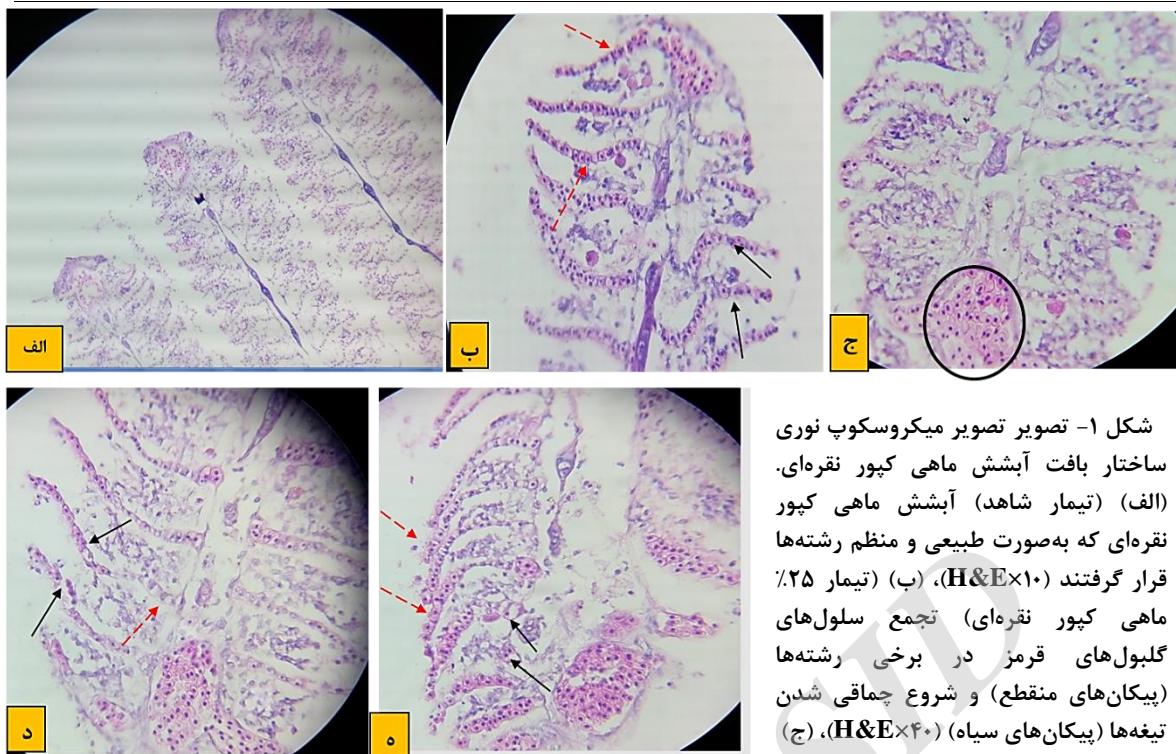 الف
ب
ج
د
ه
شکل ۱- تصویر تصویر میکروسکوپ نوری
ساختار بافت آبشش ماهی کپور نقره‌ای.
(الف) (تیمار شاهد) آبشش ماهی کپور
نقره‌ای که به‌صورت طبیعی و منظم رشته‌ها
قرار گرفتند (H&E×۱۰)، (ب) (تیمار ۲۵٪
ماهی کپور نقره‌ای) تجمع سلول‌های
گلبول‌های قرمز در برخی رشته‌ها
(پیکان‌های منقطع) و شروع چماقی شدن
تیغه‌ها (پیکان‌های سیاه) (H&E×۴۰)، (ج)
SID